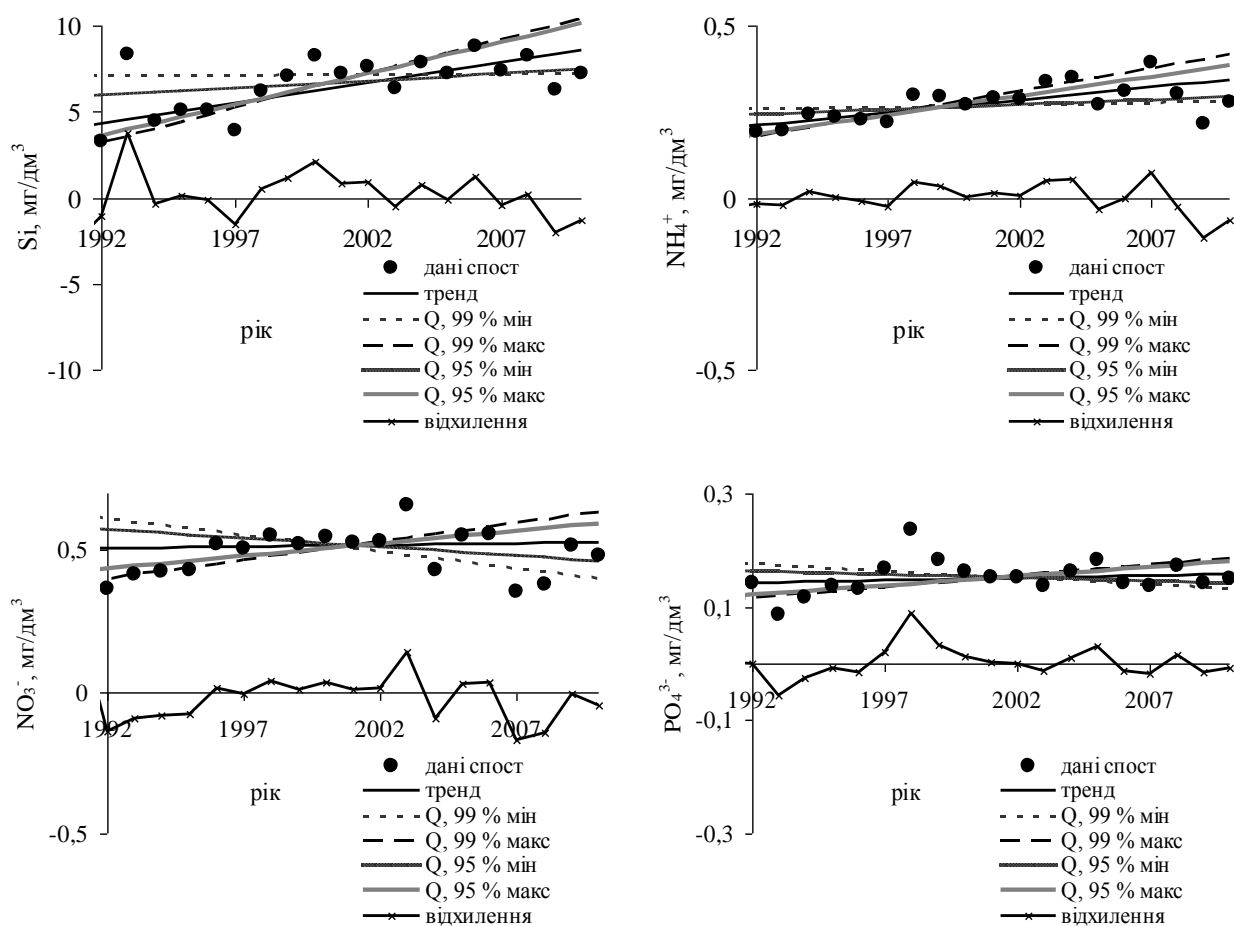 10
5
0
-5
-10
Si, мг/дм³
1992
1997
2002
2007
рік
дані спост
тренд
Q, 99 % мін
Q, 99 % макс
Q, 95 % мін
Q, 95 % макс
відхилення
0,5
0
-0,5
NH₄⁺, мг/дм³
1992
1997
2002
2007
рік
дані спост
тренд
Q, 99 % мін
Q, 99 % макс
Q, 95 % мін
Q, 95 % макс
відхилення
0,5
0
-0,5
NO₃⁻, мг/дм³
1992
1997
2002
2007
рік
дані спост
тренд
Q, 99 % мін
Q, 99 % макс
Q, 95 % мін
Q, 95 % макс
відхилення
0,3
0,1
-0,1
-0,3
PO₄³⁻, мг/дм³
1992
1997
2002
2007
рік
дані спост
тренд
Q, 99 % мін
Q, 99 % макс
Q, 95 % мін
Q, 95 % макс
відхилення